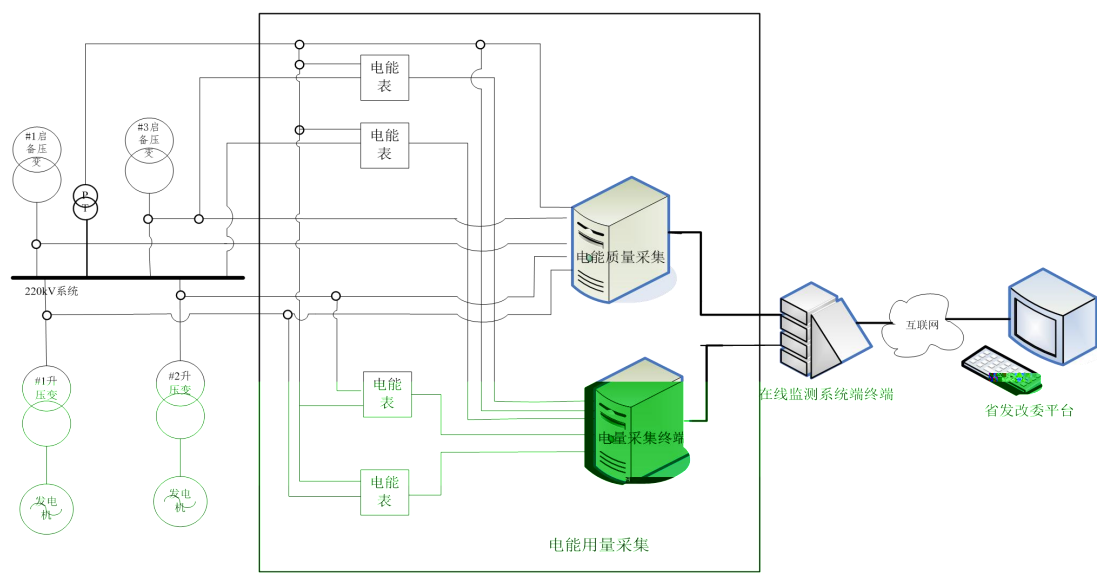 电能
表
电能
表
#1启
备压
变
#3启
备压
变
P
T
电能质量采集
220kV系统
互联网
#1升
压变
#2升
压变
电能
表
在线监测系统端终端
省发改委平台
电量采集终端
电能
表
发电
机
发电
机
电能用量采集